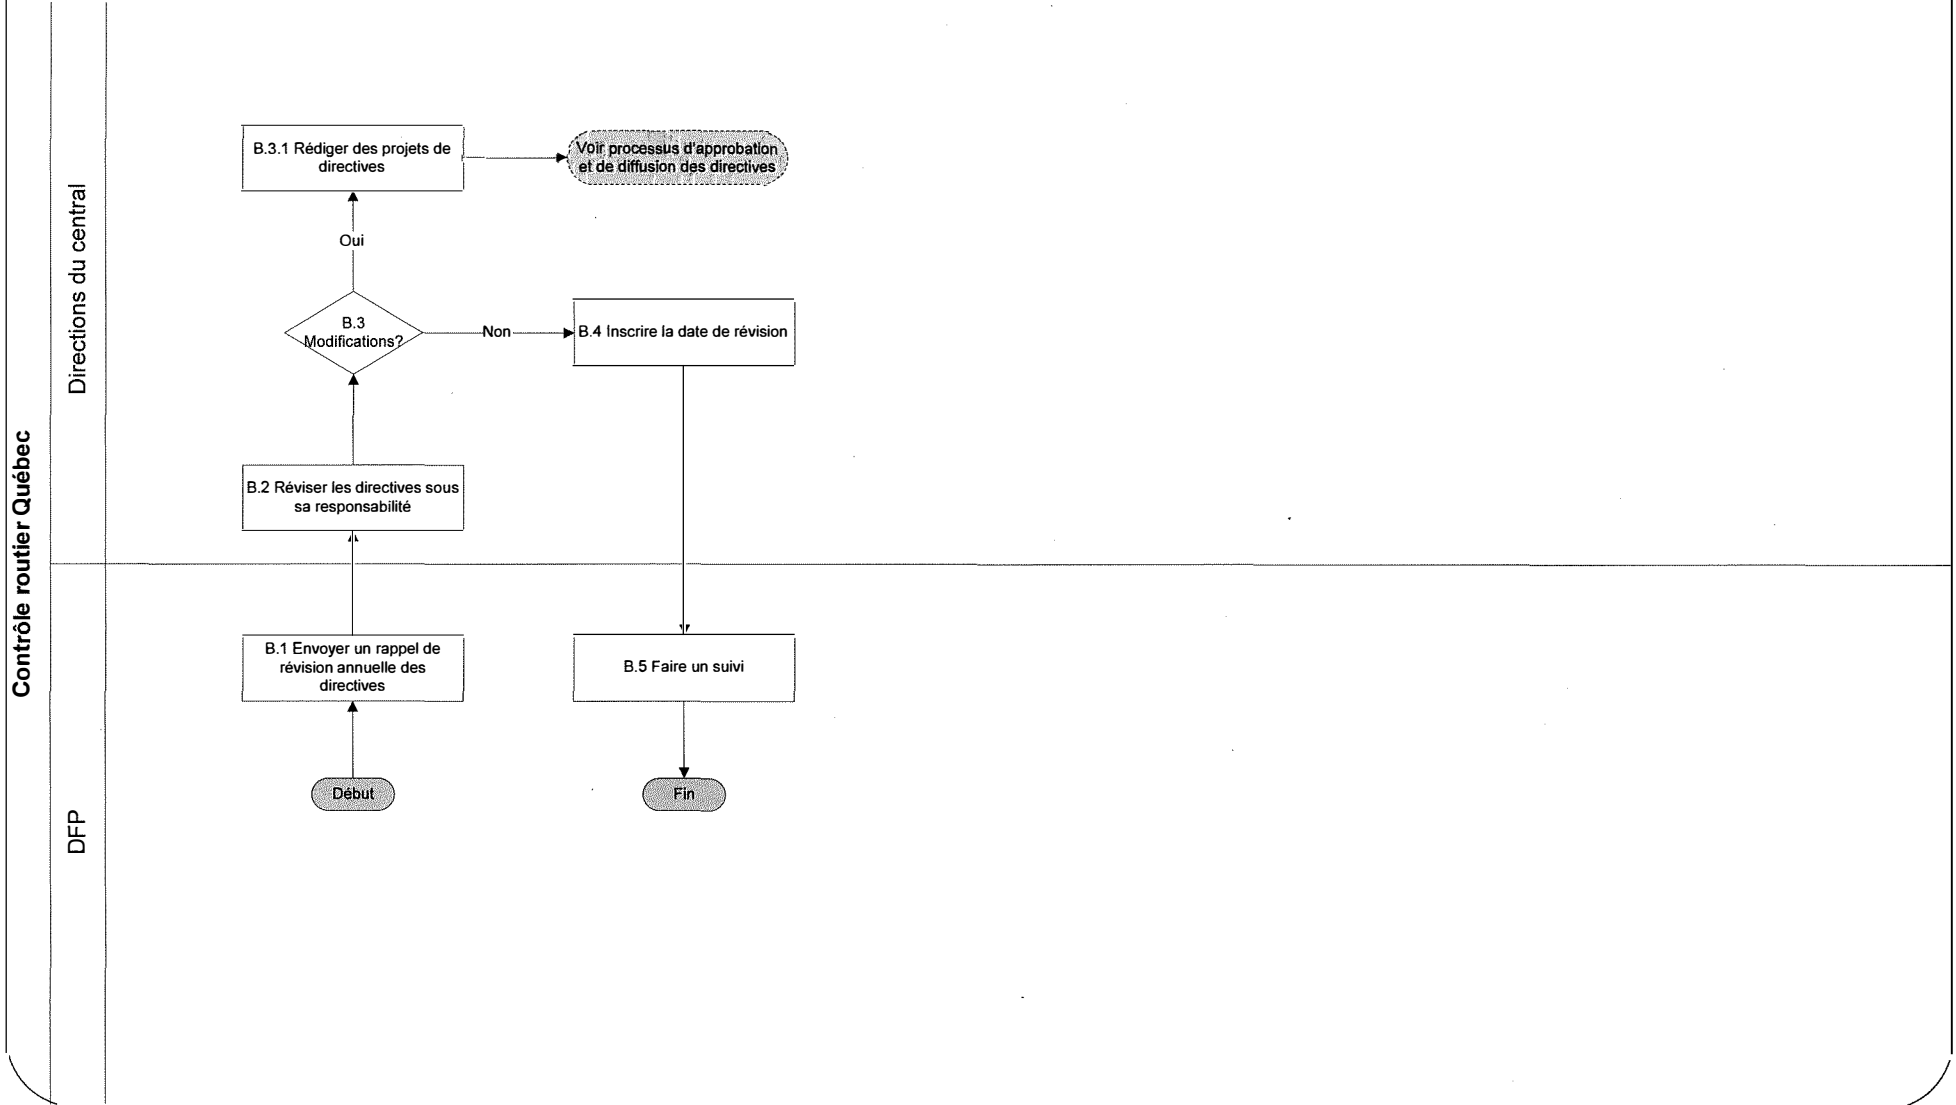 Contrôle routier Québec
Directions du central
B.3.1 Rédiger des projets de
directives
Voir processus d'approbation
et de diffusion des directives
Oui
B.3
Modifications?
Non
B.4 Inscrire la date de révision
B.2 Réviser les directives sous
sa responsabilité
DFP
B.1 Envoyer un rappel de
révision annuelle des
directives
B.5 Faire un suivi
Début
Fin